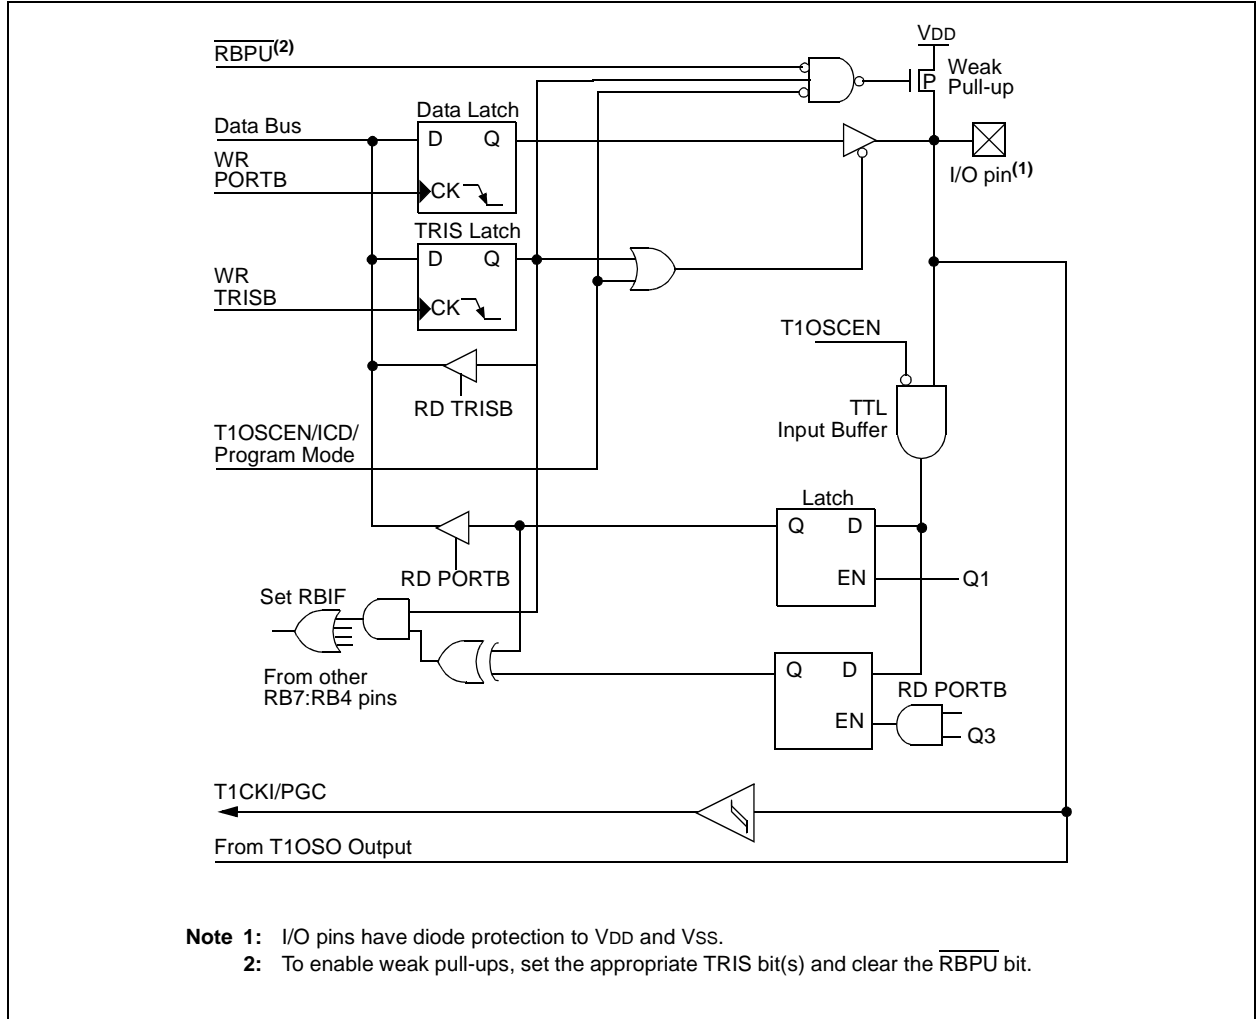 VDD
RBPU(2)
Weak
Pull-up
P
Data Latch
Data Bus
D Q
WR
PORTB
CK
I/O pin(1)
TRIS Latch
D Q
WR
TRISB
CK
T1OSCEN
RD TRISB
TTL
Input Buffer
T1OSCEN/ICD/
Program Mode
Latch
Q D
RD PORTB
EN
Q1
Set RBIF
Q D
From other
RB7:RB4 pins
RD PORTB
EN
Q3
T1CKI/PGC
From T1OSO Output
Note 1: I/O pins have diode protection to VDD and VSS.
2: To enable weak pull-ups, set the appropriate TRIS bit(s) and clear the RBPU bit.